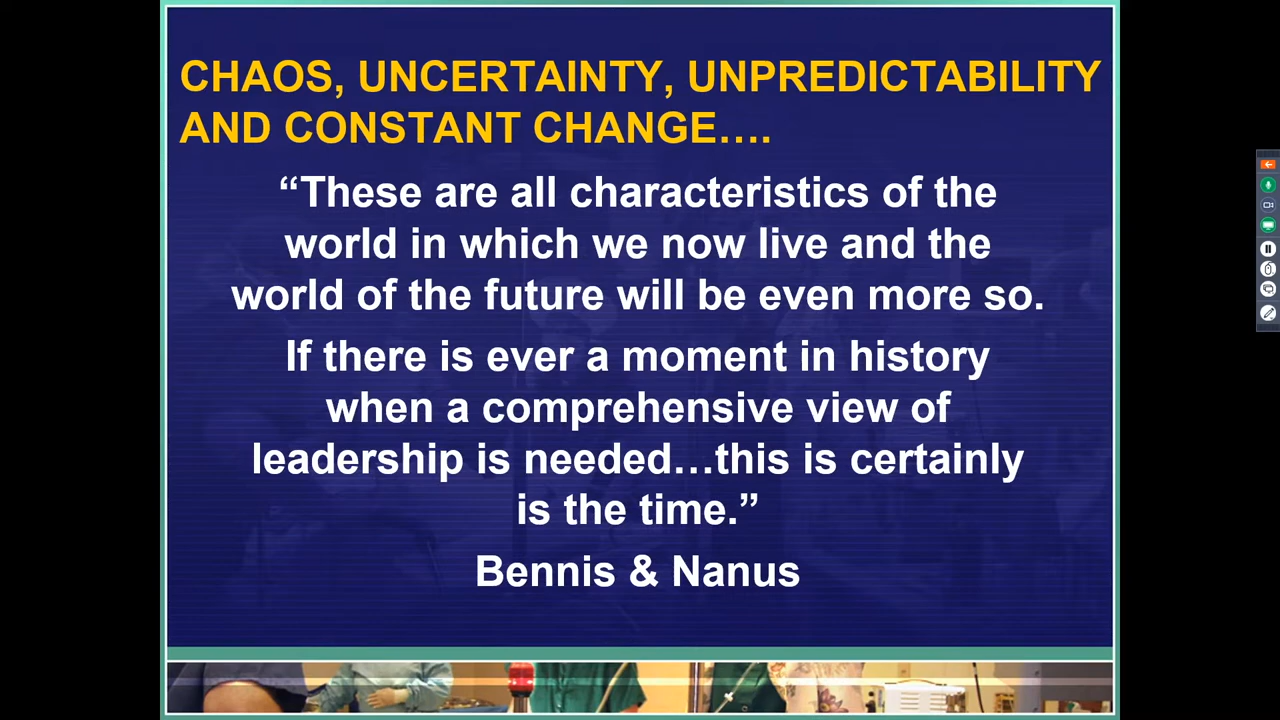 CHAOS, UNCERTAINTY, UNPREDICTABILITY
AND CONSTANT CHANGE….
“These are all characteristics of the
world in which we now live and the
world of the future will be even more so.
If there is ever a moment in history
when a comprehensive view of
leadership is needed…this is certainly
is the time.”
Bennis & Nanus